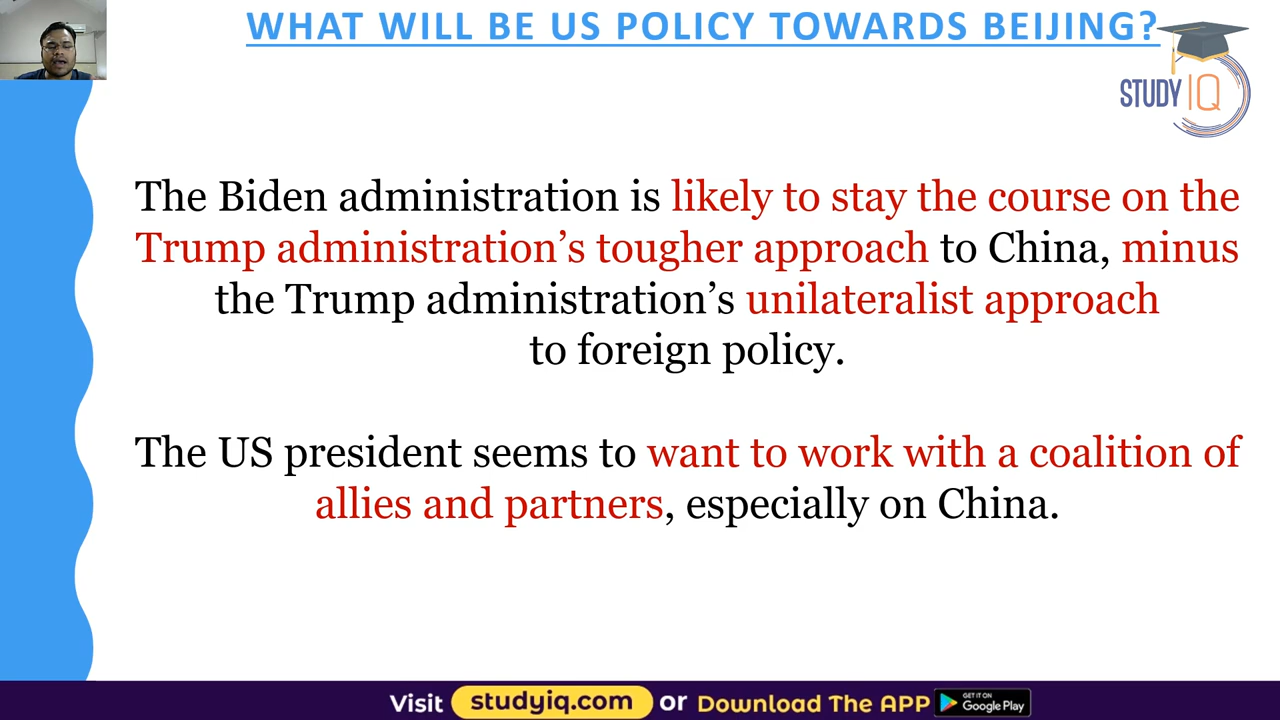 WHAT WILL BE US POLICY TOWARDS BEIJING?
STUDY IQ
The Biden administration is likely to stay the course on the
Trump administration’s tougher approach to China, minus
the Trump administration’s unilateralist approach
to foreign policy.
The US president seems to want to work with a coalition of
allies and partners, especially on China.
Visit studyiq.com or Download The APP GET IT ON Google Play